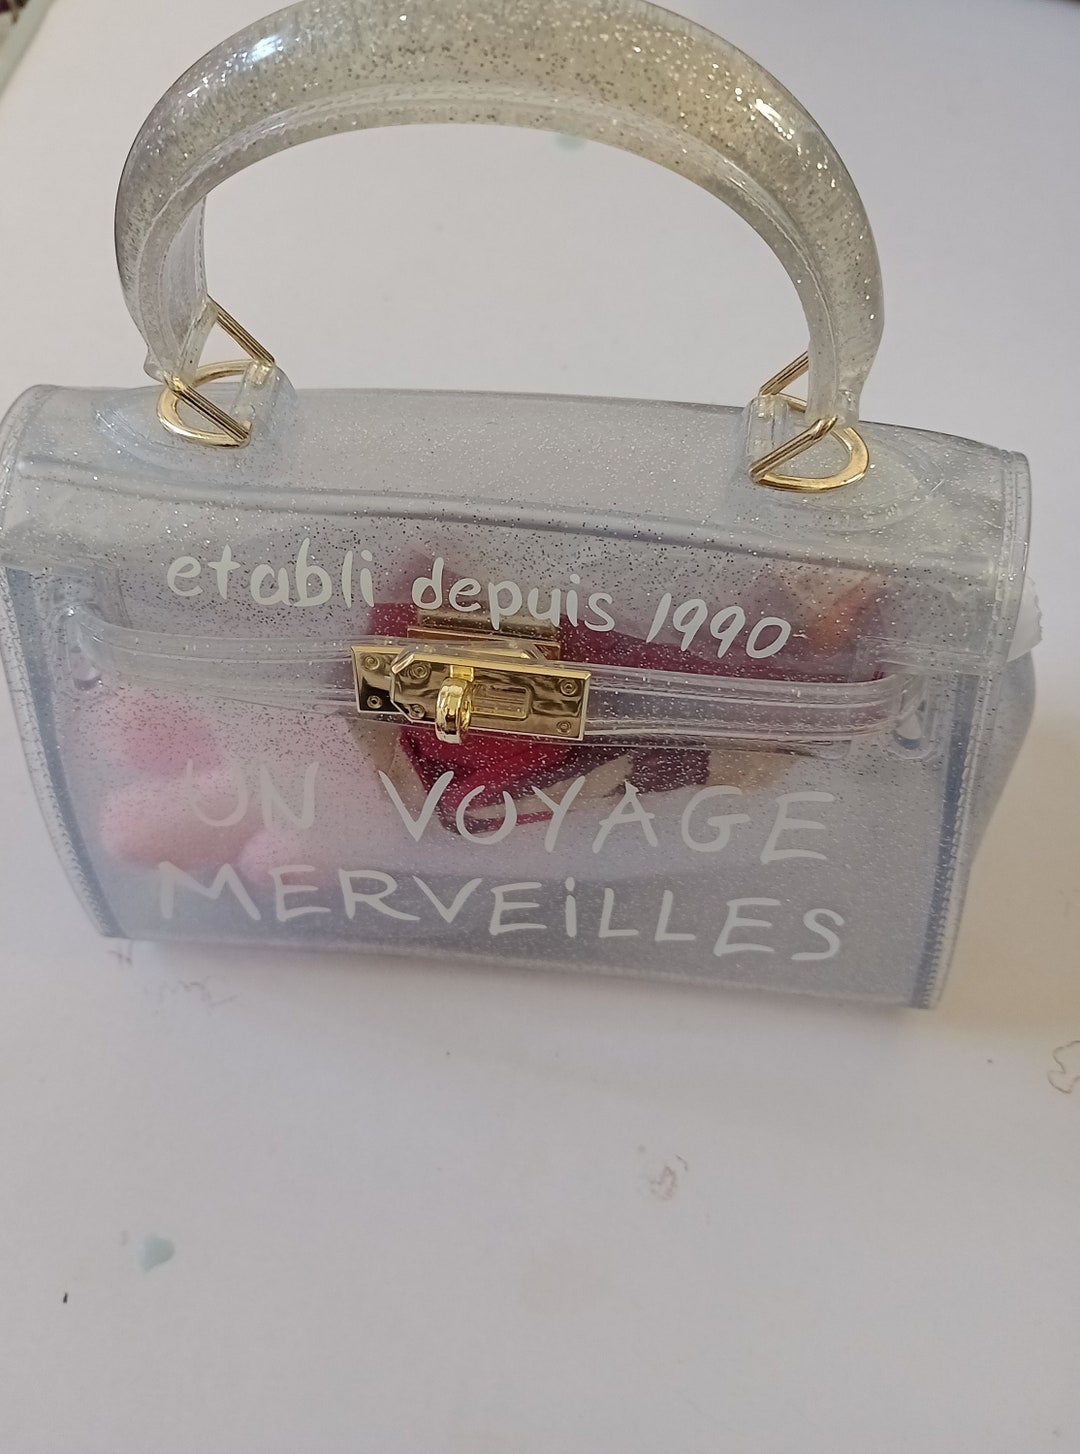 etabli depuis 1990
UN VOYAGE
MERVEiLLES